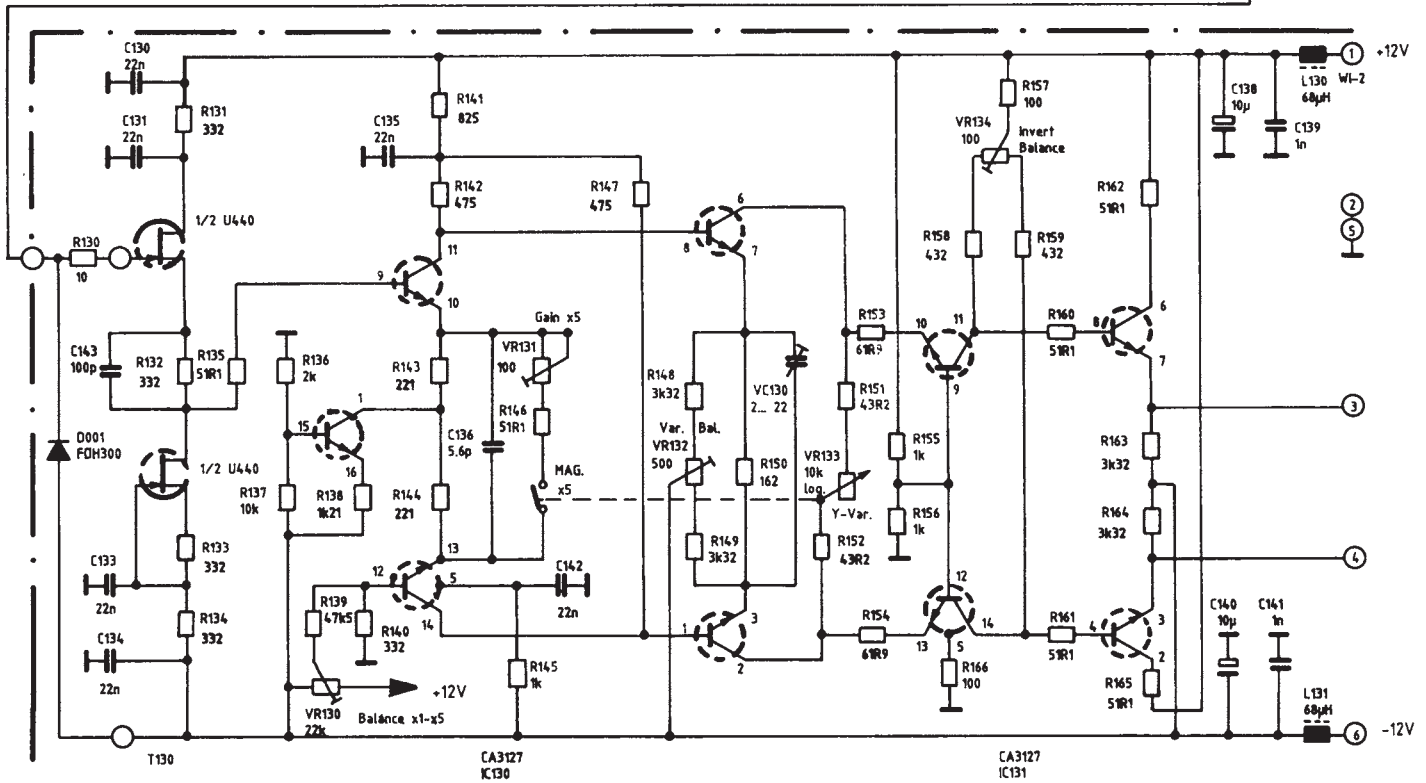 C130
22n
R131
332
C131
22n
1/2 U440
R130
10
C143
100p
R132
332
R135
51R1
D001
FDH300
1/2 U440
C133
22n
R133
332
R134
332
C134
22n
T130
R141
825
C135
22n
R142
475
R147
475
11
9
10
R136
2k
R143
221
1
15
16
R137
10k
R138
1k21
R144
221
C136
5.6p
Gain x5
VR131
100
R146
51R1
MAG.
x5
13
12
5
14
C142
22n
R139
47k5
R140
332
R145
1k
+12V
VR130
22k
Balance x1-x5
CA3127
IC130
6
8
7
R148
3k32
VC130
2... 22
Var. Bal.
VR132
500
R150
162
R149
3k32
3
1
2
R153
61R9
R151
43R2
VR133
10k
log.
Y-Var.
R152
43R2
R154
61R9
R157
100
VR134
100
Invert
Balance
R158
432
R159
432
10
11
9
R155
1k
R156
1k
12
13
5
14
R166
100
R160
51R1
R161
51R1
R162
51R1
8
6
7
R163
3k32
R164
3k32
4
3
2
R165
51R1
CA3127
IC131
C138
10µ
C139
1n
L130
68µH
1
+12V
WI-2
2
5
3
4
C140
10µ
C141
1n
L131
68µH
6
-12V